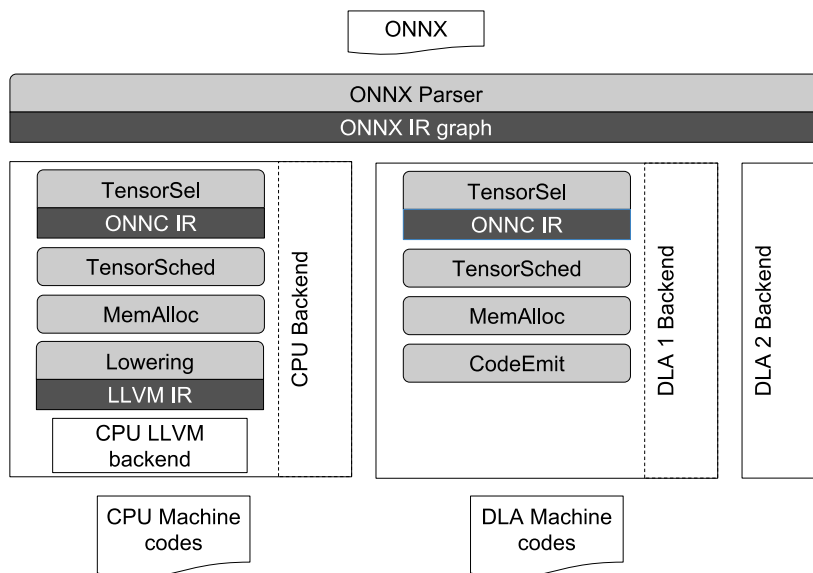 ONNX
ONNX Parser
ONNX IR graph
TensorSel
ONNC IR
TensorSched
MemAlloc
Lowering
LLVM IR
CPU LLVM
backend
CPU Backend
TensorSel
ONNC IR
TensorSched
MemAlloc
CodeEmit
DLA 1 Backend
DLA 2 Backend
CPU Machine
codes
DLA Machine
codes